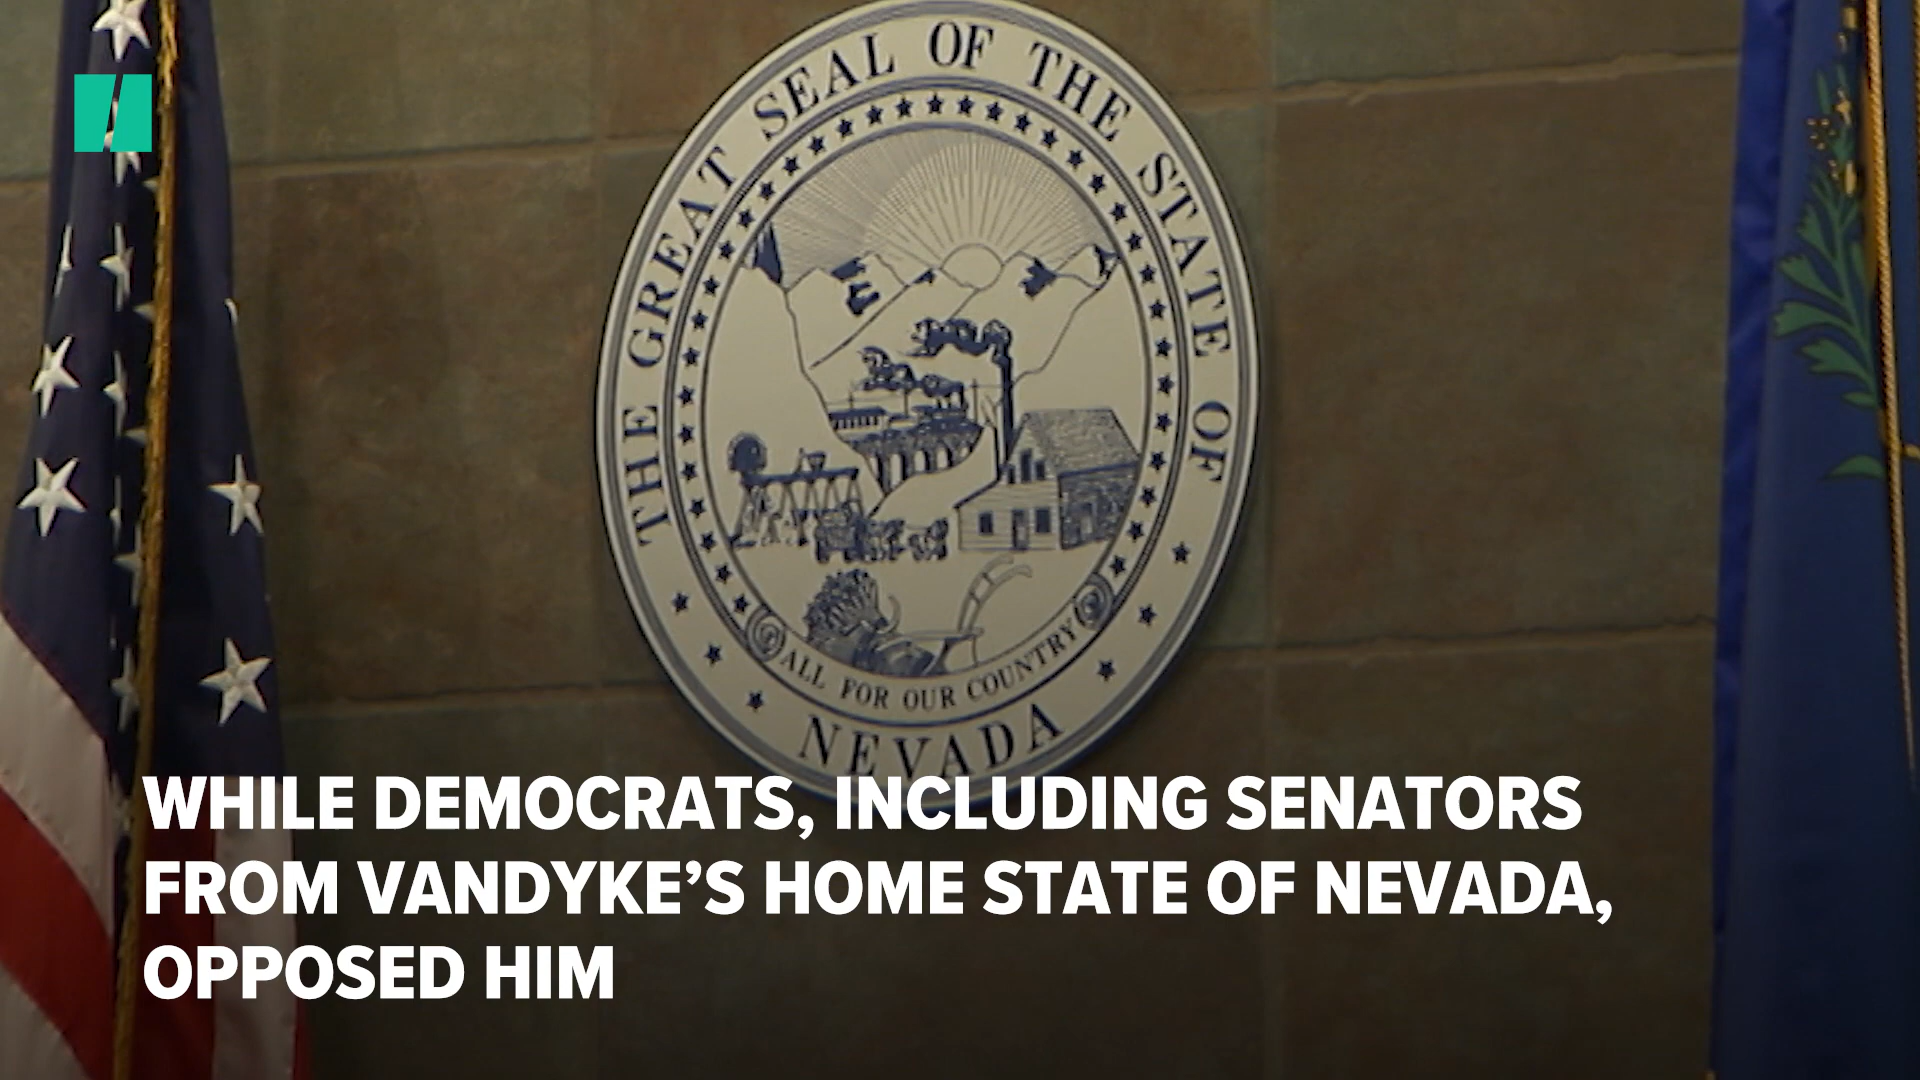 THE GREAT SEAL OF THE STATE OF
ALL FOR OUR COUNTRY
NEVADA
WHILE DEMOCRATS, INCLUDING SENATORS
FROM VANDYKE’S HOME STATE OF NEVADA,
OPPOSED HIM